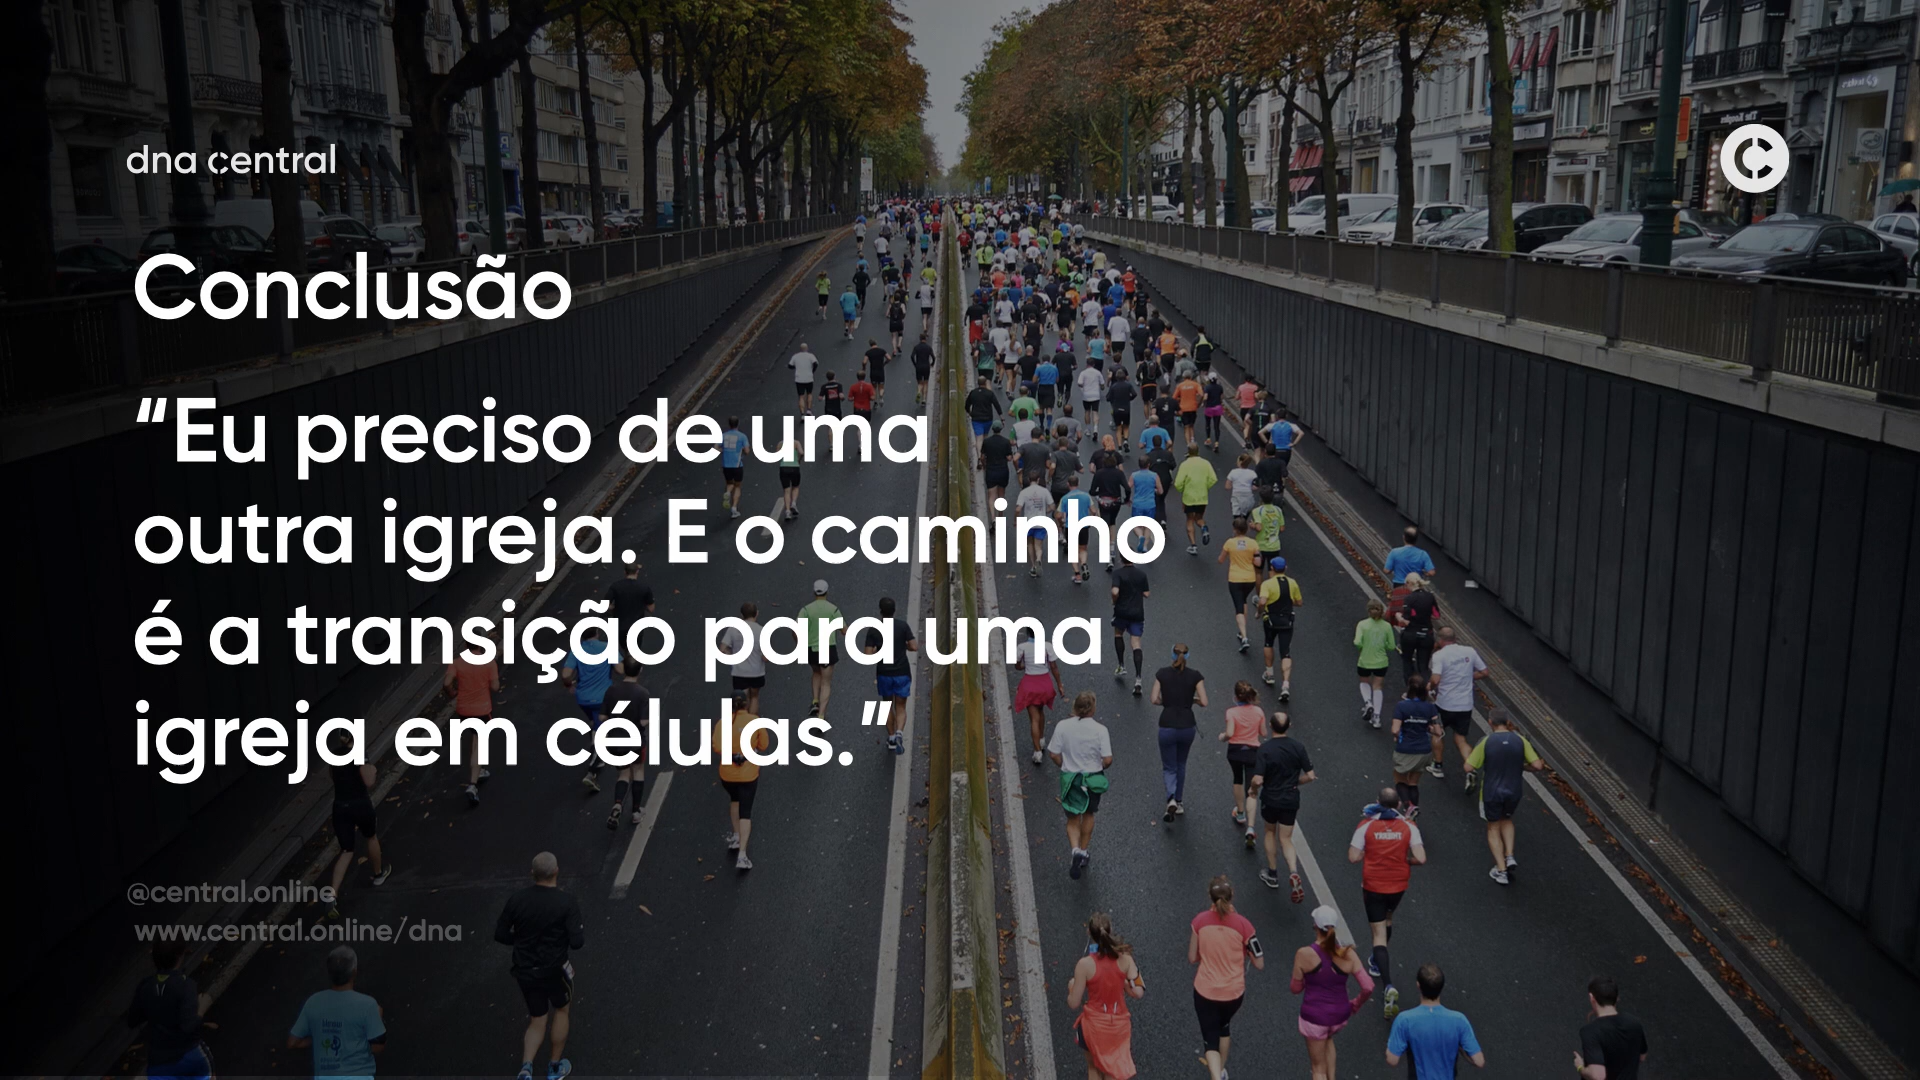 dna central
Conclusão
“Eu preciso de uma
outra igreja. E o caminho
é a transição para uma
igreja em células.”
@central.online
www.central.online/dna